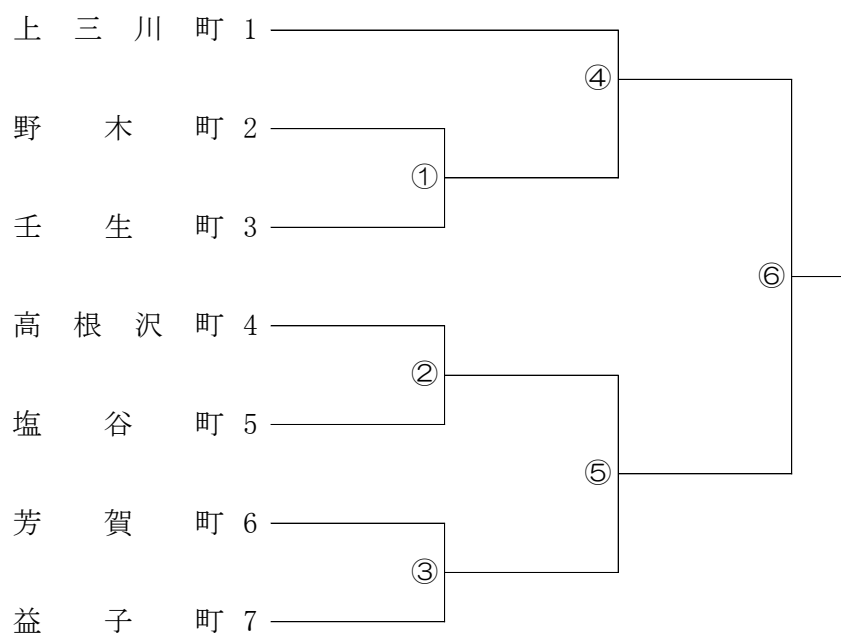 上三川町 1
④
野木町 2
①
壬生町 3
⑥
高根沢町 4
②
塩谷町 5
⑤
芳賀町 6
③
益子町 7